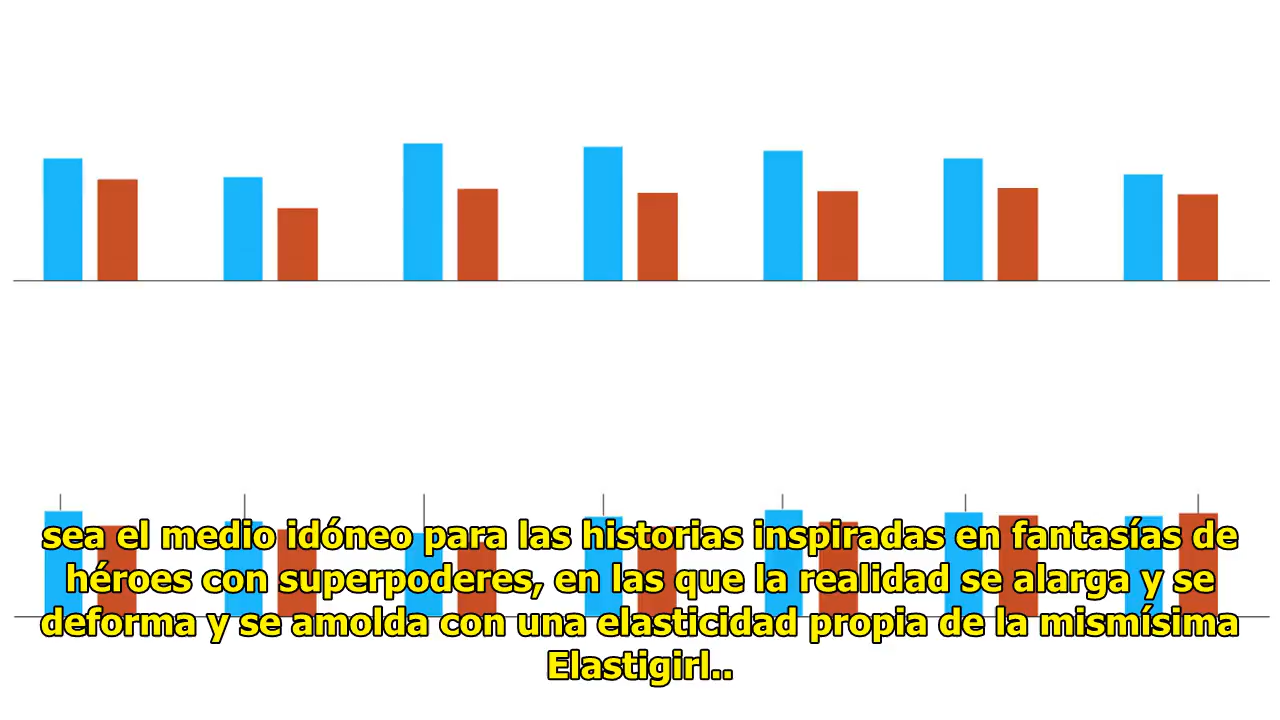 sea el medio idóneo para las historias inspiradas en fantasías de
héroes con superpoderes, en las que la realidad se alarga y se
deforma y se amolda con una elasticidad propia de la mismísima
Elastigirl..